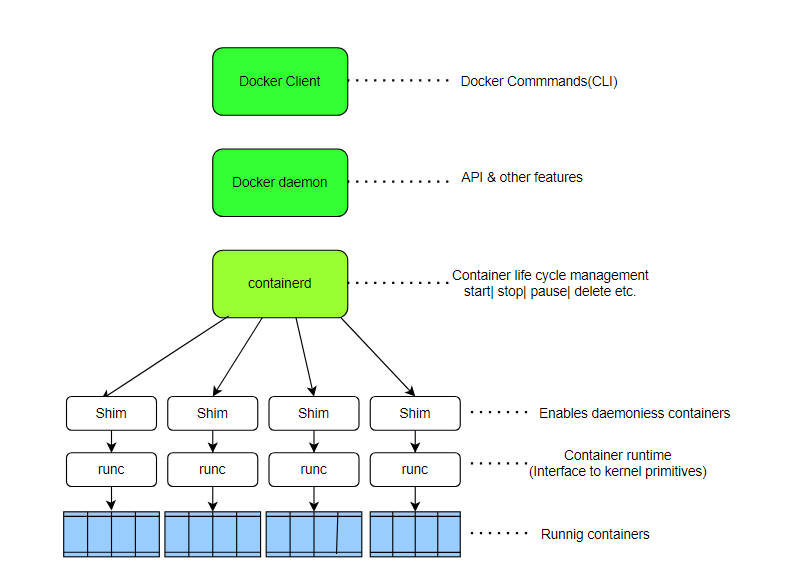 Docker Client
Docker Commmands(CLI)
Docker daemon
API & other features
containerd
Container life cycle management
start| stop| pause| delete etc.
Shim
Shim
Shim
Shim
Enables daemoniess containers
runc
runc
runc
runc
Container runtime
(Interface to kernel primitives)
Runnig containers